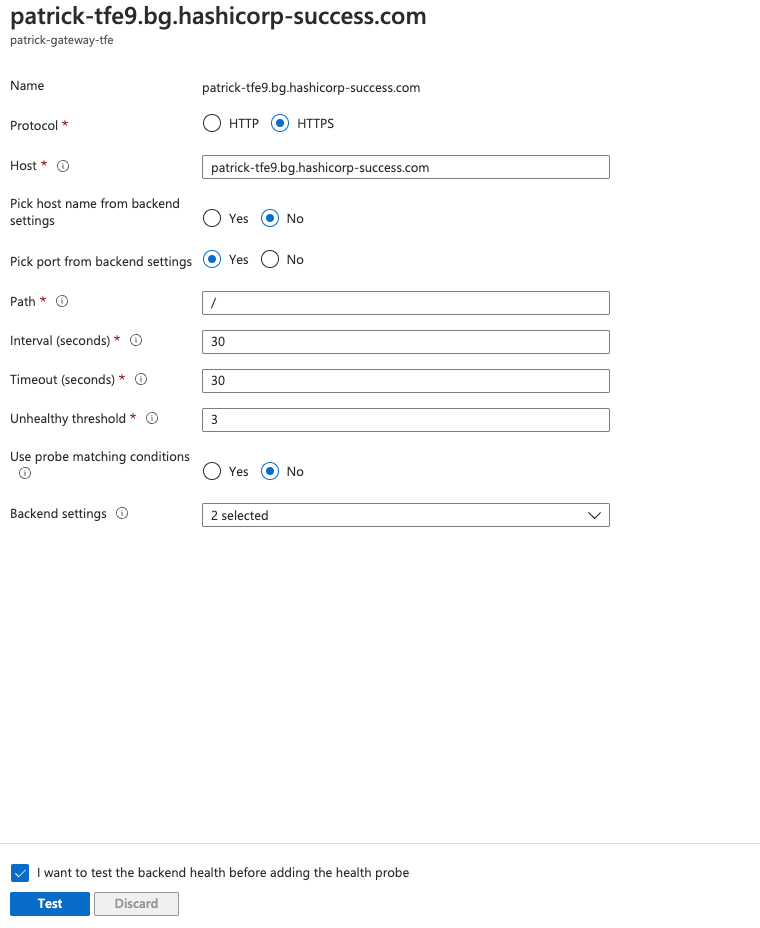 patrick-tfe9.bg.hashicorp-success.com
patrick-gateway-tfe
Name
patrick-tfe9.bg.hashicorp-success.com
Protocol *
HTTP HTTPS
Host *
patrick-tfe9.bg.hashicorp-success.com
Pick host name from backend
settings
Yes No
Pick port from backend settings
Yes No
Path *
/
Interval (seconds) *
30
Timeout (seconds) *
30
Unhealthy threshold *
3
Use probe matching conditions
Yes No
Backend settings
2 selected
I want to test the backend health before adding the health probe
Test Discard